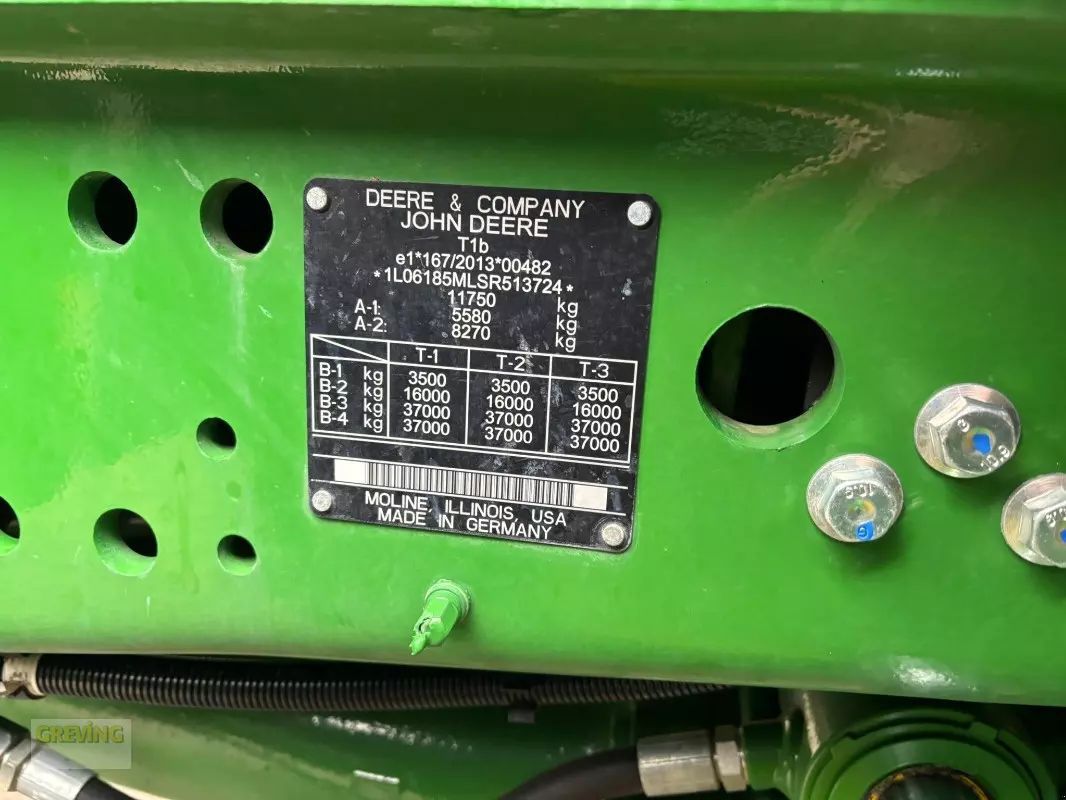 DEERE & COMPANY
JOHN DEERE
T1b
e1*167/2013*00482
*1L06185MLSR513724*
11750 kg
A-1: 5580 kg
A-2: 8270 kg
T-1 T-2 T-3
B-1 kg 3500 3500 3500
B-2 kg 16000 16000 16000
B-3 kg 37000 37000 37000
B-4 kg 37000 37000 37000
MOLINE, ILLINOIS, USA
MADE IN GERMANY
10.9
GREVING